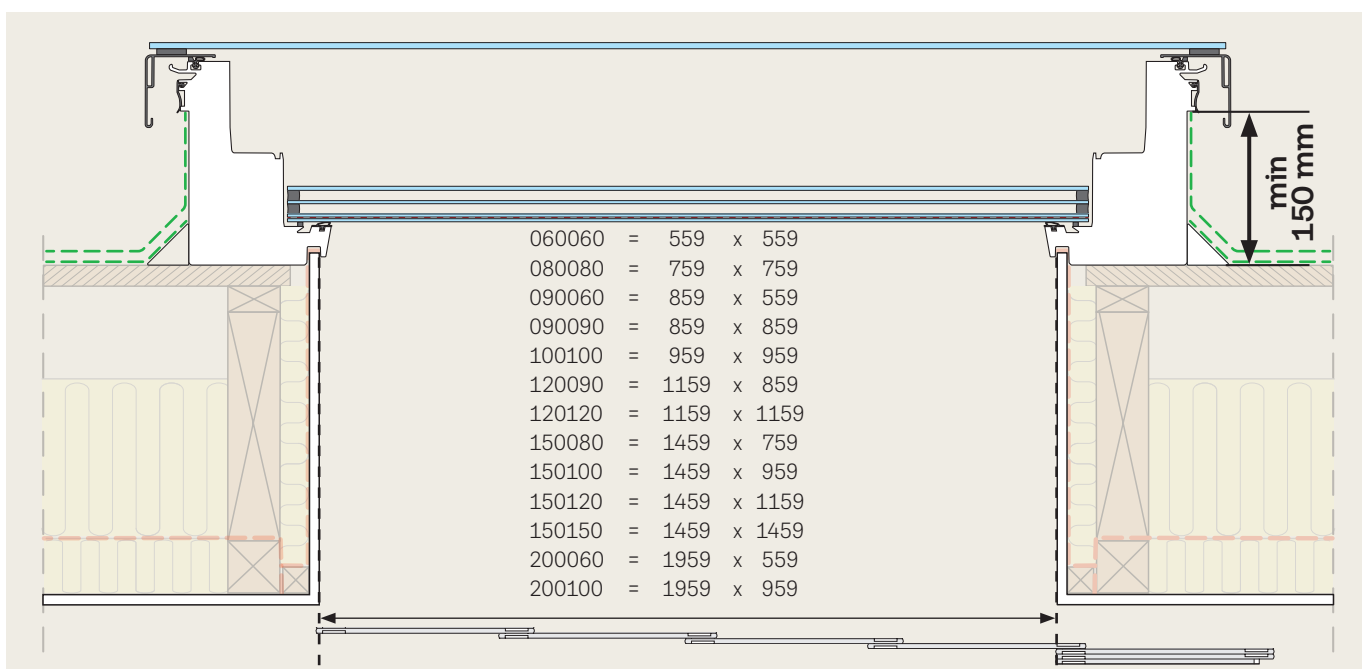 min
150 mm
060060 = 559 x 559
080080 = 759 x 759
090060 = 859 x 559
090090 = 859 x 859
100100 = 959 x 959
120090 = 1159 x 859
120120 = 1159 x 1159
150080 = 1459 x 759
150100 = 1459 x 959
150120 = 1459 x 1159
150150 = 1459 x 1459
200060 = 1959 x 559
200100 = 1959 x 959